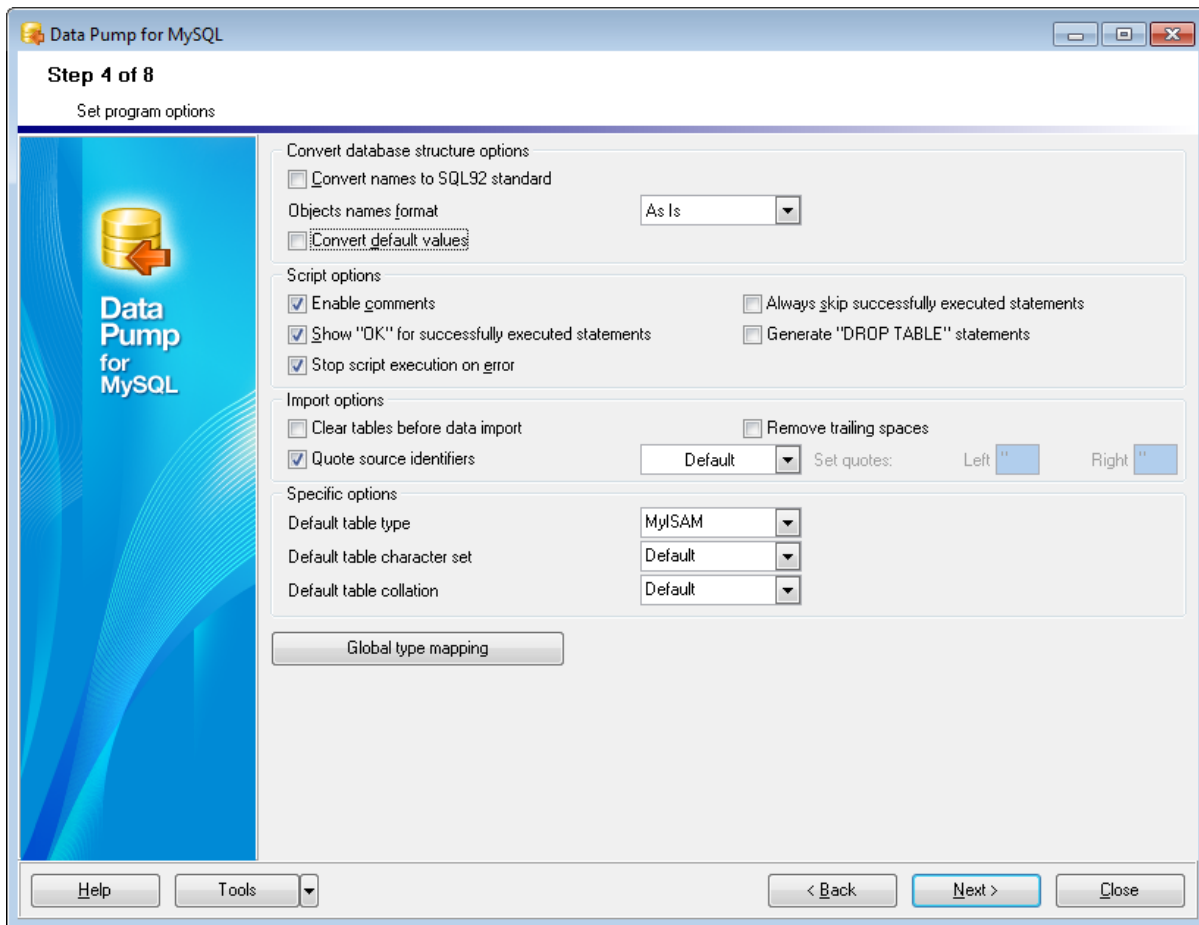 Data Pump for MySQL
Step 4 of 8
Set program options
Data
Pump
for
MySQL
Convert database structure options
Convert names to SQL92 standard
Objects names format As Is
Convert default values
Script options
Enable comments Always skip successfully executed statements
Show "OK" for successfully executed statements Generate "DROP TABLE" statements
Stop script execution on error
Import options
Clear tables before data import Remove trailing spaces
Quote source identifiers Default Set quotes: Left " Right "
Specific options
Default table type MyISAM
Default table character set Default
Default table collation Default
Global type mapping
Help Tools < Back Next > Close